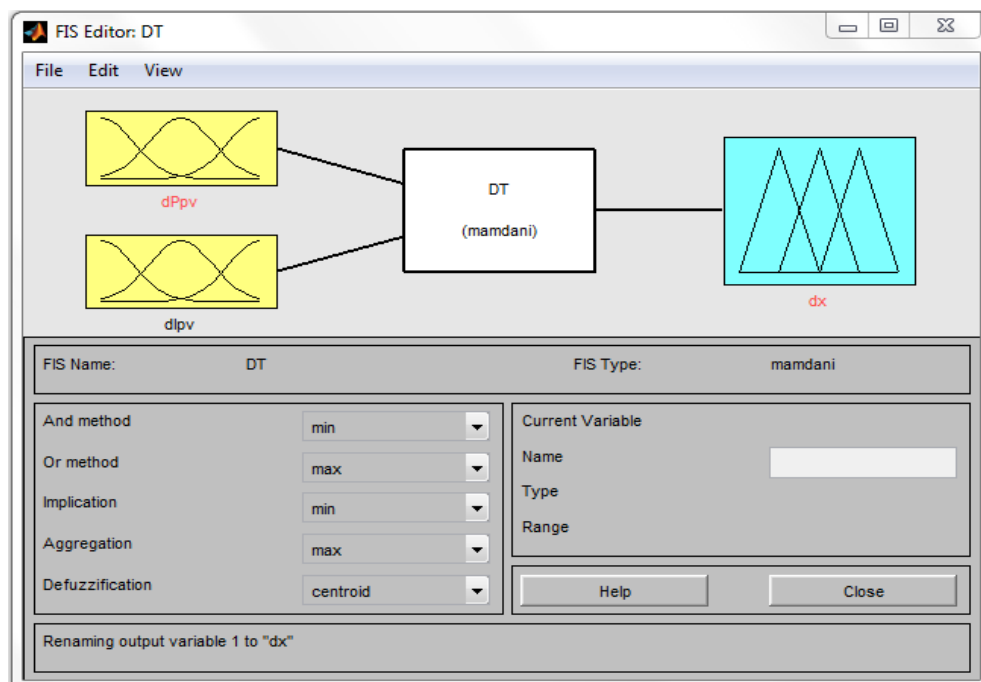 FIS Editor: DT
File Edit View
dPpv
dIpv
DT
(mamdani)
dx
FIS Name: DT FIS Type: mamdani
And method min
Or method max
Implication min
Aggregation max
Defuzzification centroid
Current Variable
Name
Type
Range
Help Close
Renaming output variable 1 to "dx"